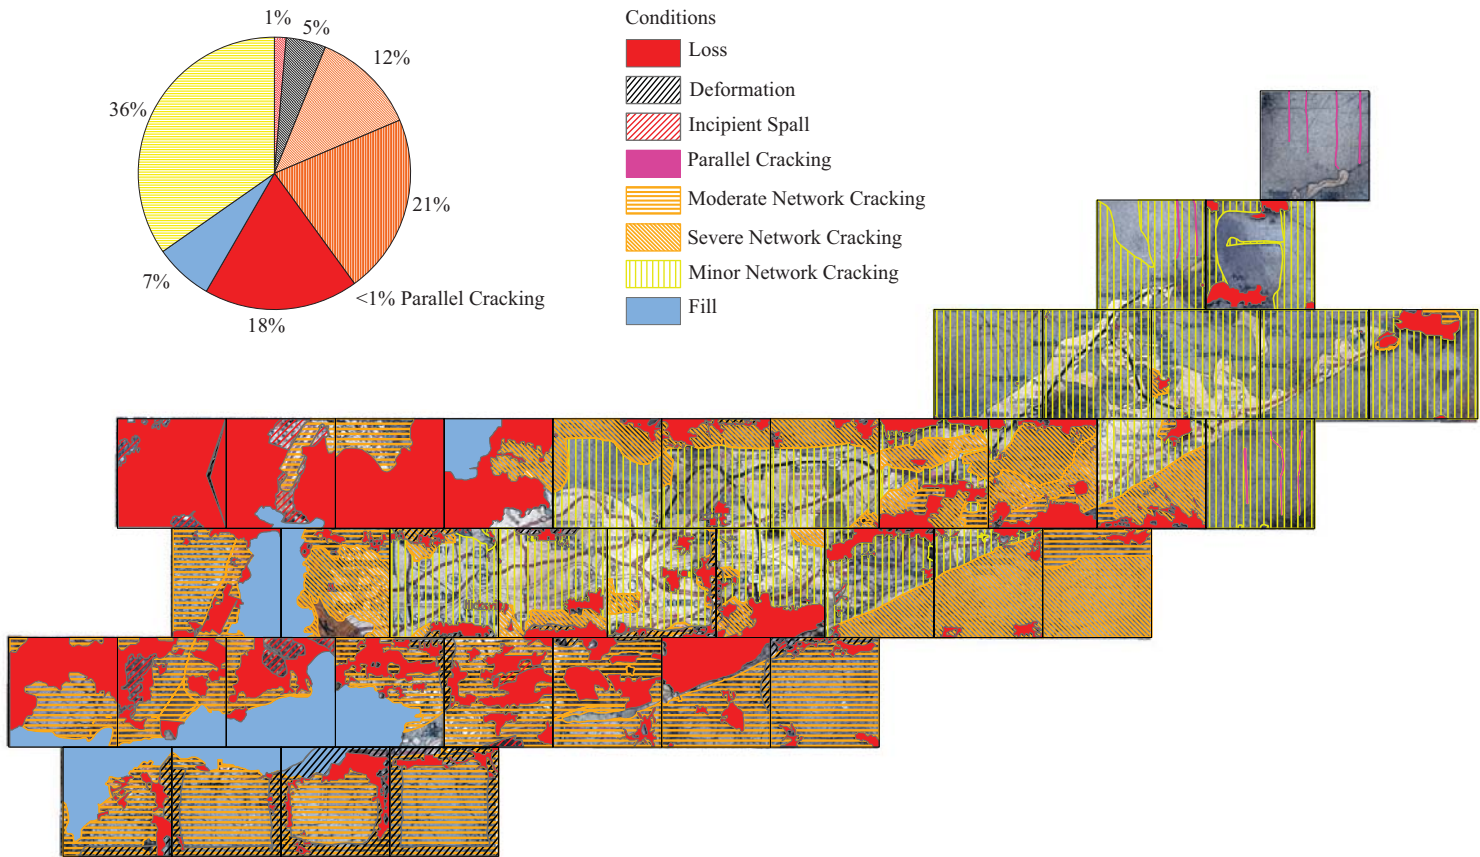 1%
5%
12%
36%
21%
7%
<1% Parallel Cracking
18%
Conditions
Loss
Deformation
Incipient Spall
Parallel Cracking
Moderate Network Cracking
Severe Network Cracking
Minor Network Cracking
Fill
Hicksville